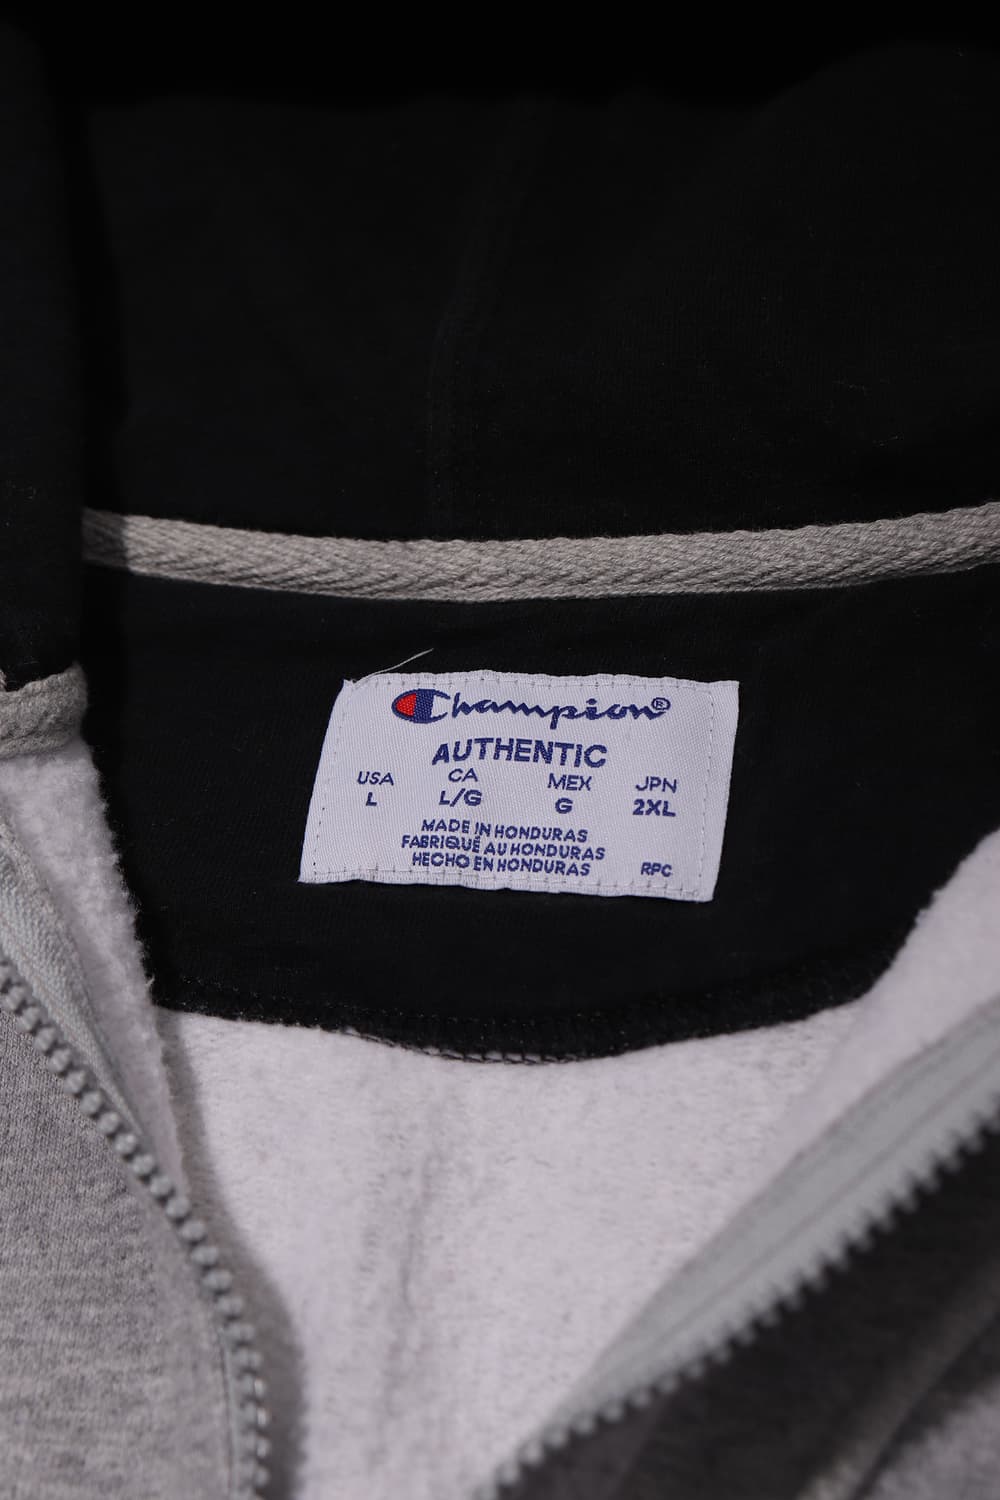 Champion®
AUTHENTIC
USA CA MEX JPN
L L/G G 2XL
MADE IN HONDURAS
FABRIQUÉ AU HONDURAS
HECHO EN HONDURAS RPC